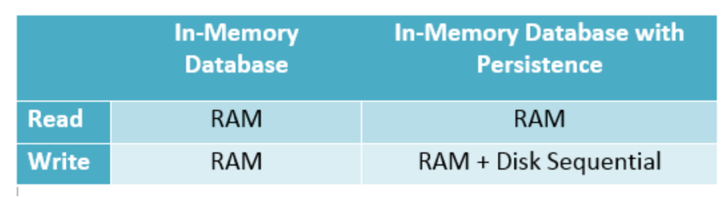 In-Memory Database
In-Memory Database with Persistence
Read RAM RAM
Write RAM RAM + Disk Sequential